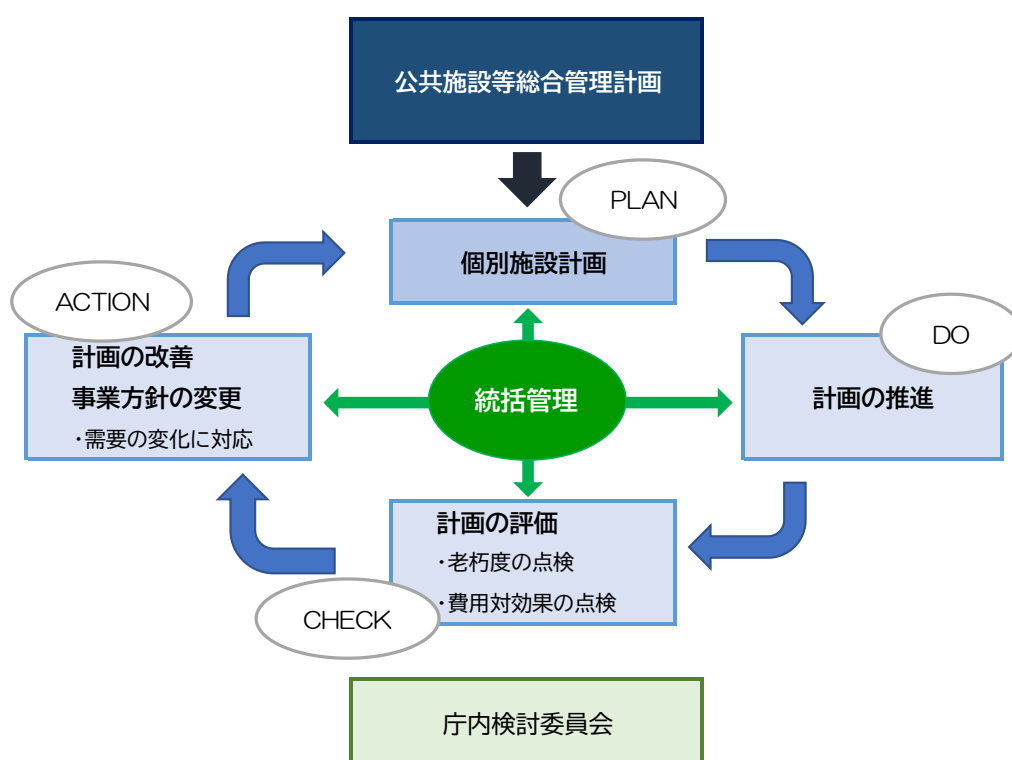 公共施設等総合管理計画
PLAN
個別施設計画
ACTION
計画の改善
事業方針の変更
・需要の変化に対応
統括管理
DO
計画の推進
計画の評価
・老朽度の点検
・費用対効果の点検
CHECK
庁内検討委員会